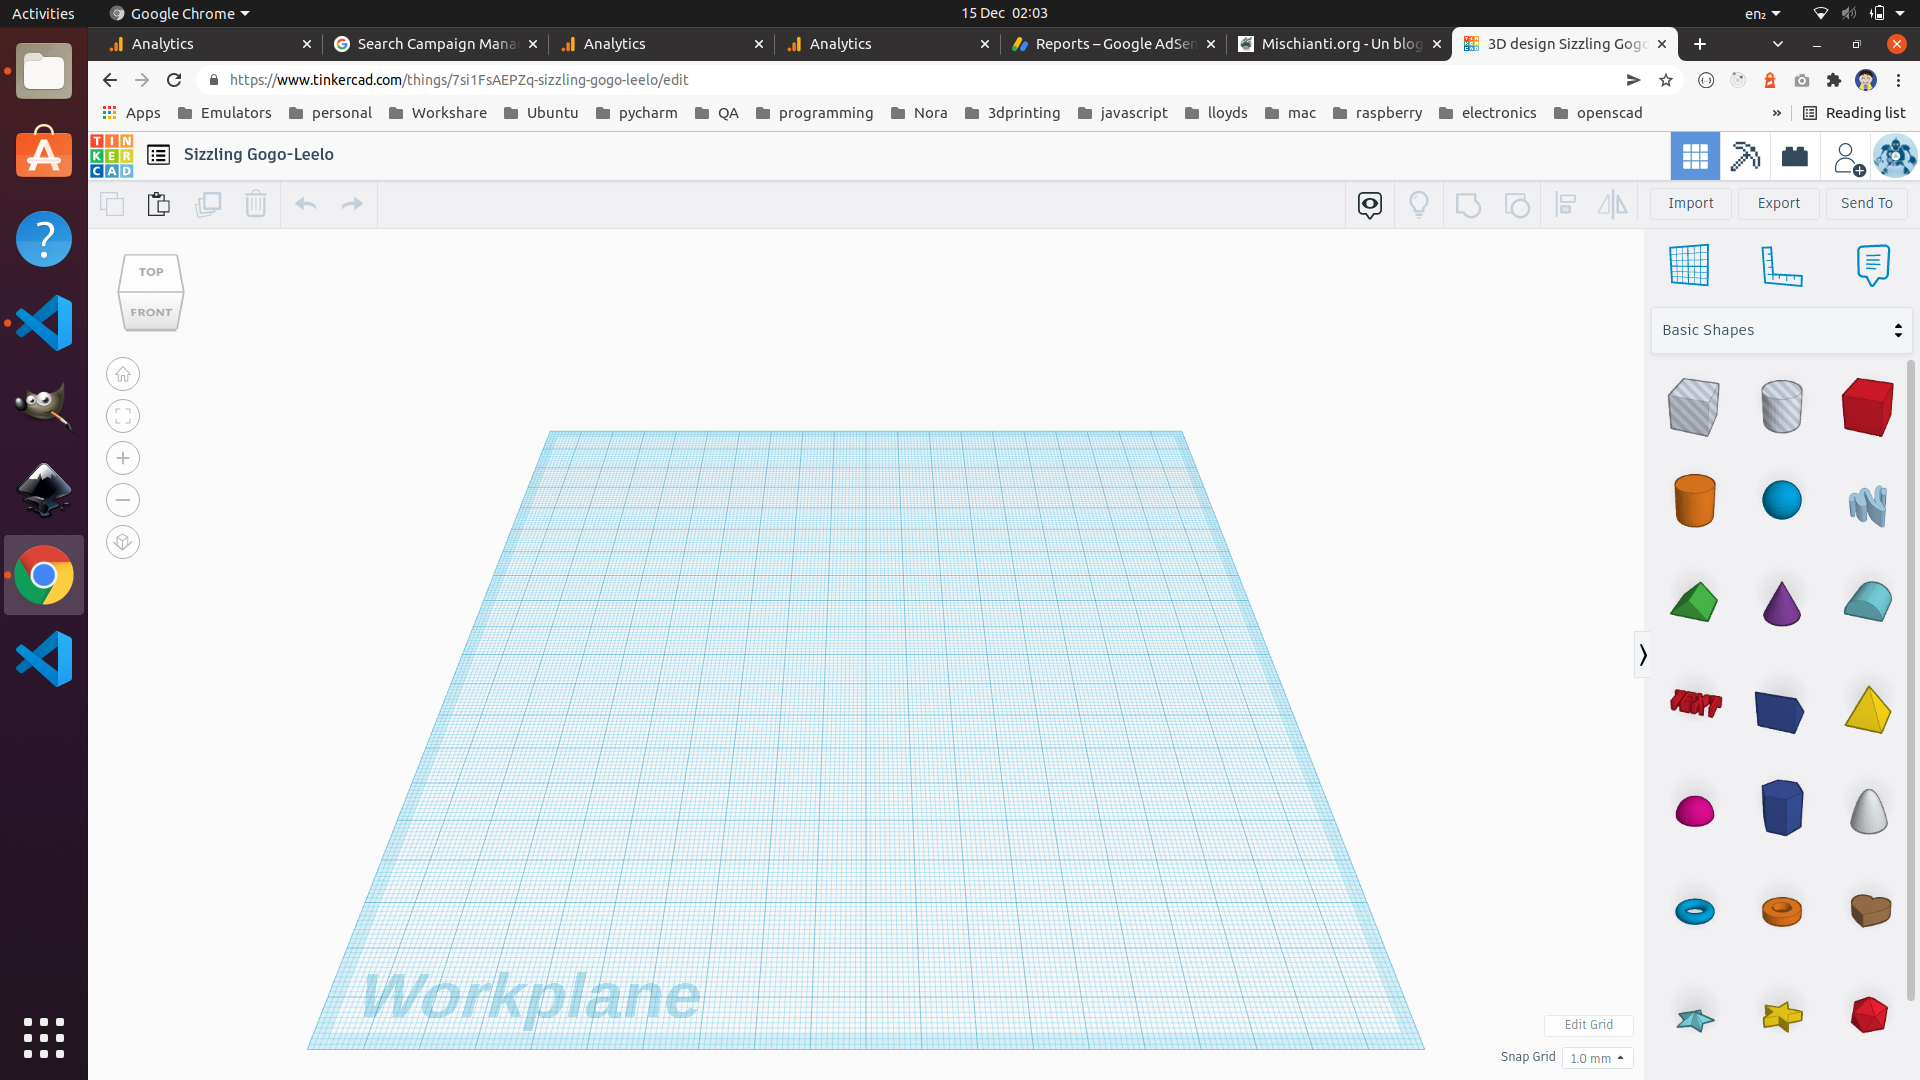 Activities
Google Chrome
15 Dec 02:03
en₂
Analytics
Search Campaign Mana
Analytics
Analytics
Reports – Google AdSen
Mischianti.org - Un blog
3D design Sizzling Gogo
https://www.tinkercad.com/things/7si1FsAEPZq-sizzling-gogo-leelo/edit
Apps
Emulators
personal
Workshare
Ubuntu
pycharm
QA
programming
Nora
3dprinting
javascript
lloyds
mac
raspberry
electronics
openscad
»
Reading list
TIN
KER
CAD
Sizzling Gogo-Leelo
Import
Export
Send To
TOP
FRONT
Basic Shapes
TEXT
Workplane
Edit Grid
Snap Grid
1.0 mm